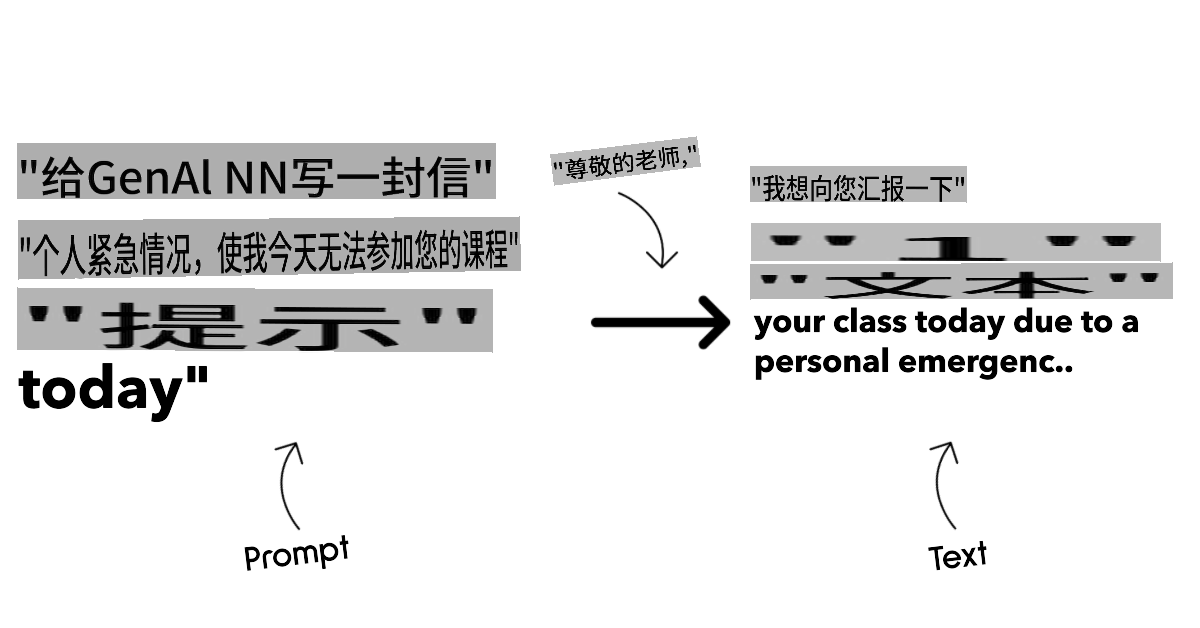 "给GenAl NN写一封信"
"个人紧急情况，使我今天无法参加您的课程"
"提示"
today"
Prompt
"尊敬的老师,"
"我想向您汇报一下"
"1"
"文本"
your class today due to a
personal emergenc..
Text